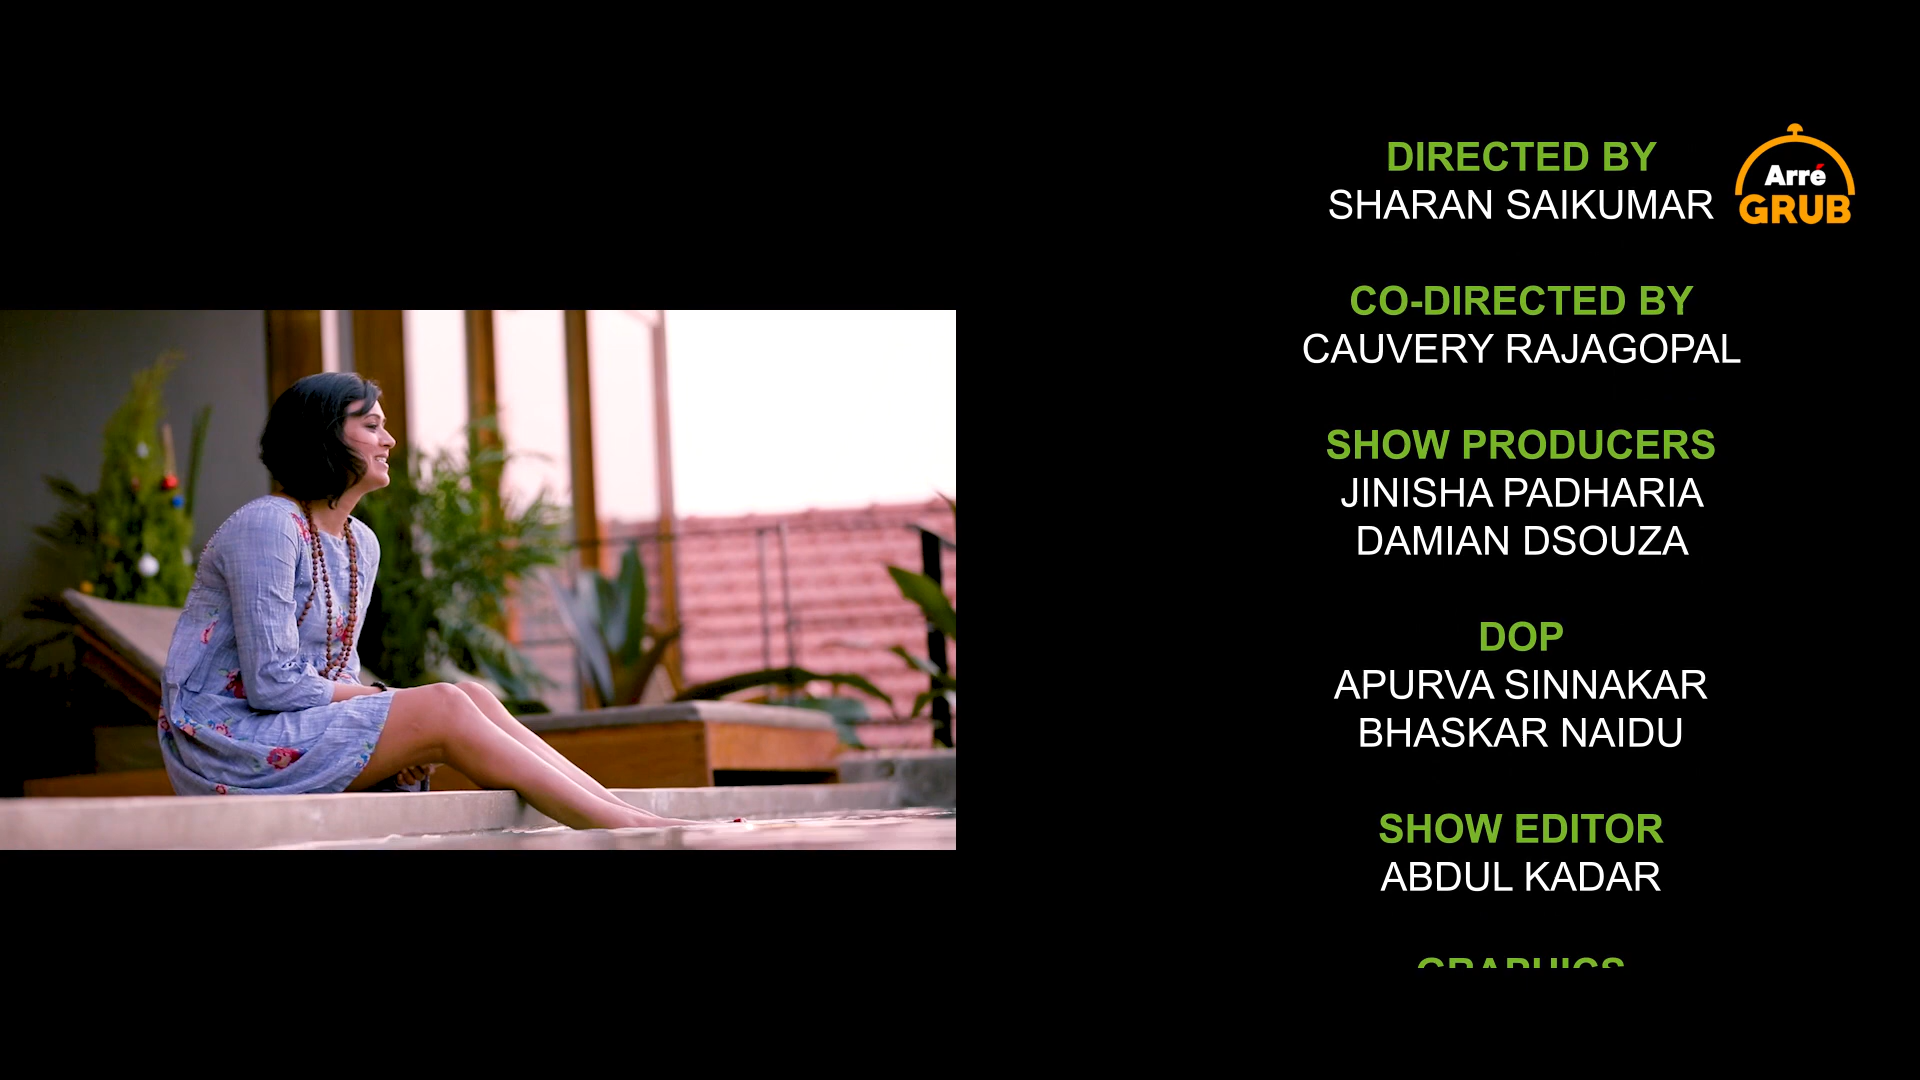 DIRECTED BY
SHARAN SAIKUMAR
Arré
GRUB
CO-DIRECTED BY
CAUVERY RAJAGOPAL
SHOW PRODUCERS
JINISHA PADHARIA
DAMIAN DSOUZA
DOP
APURVA SINNAKAR
BHASKAR NAIDU
SHOW EDITOR
ABDUL KADAR
GRAPHICS